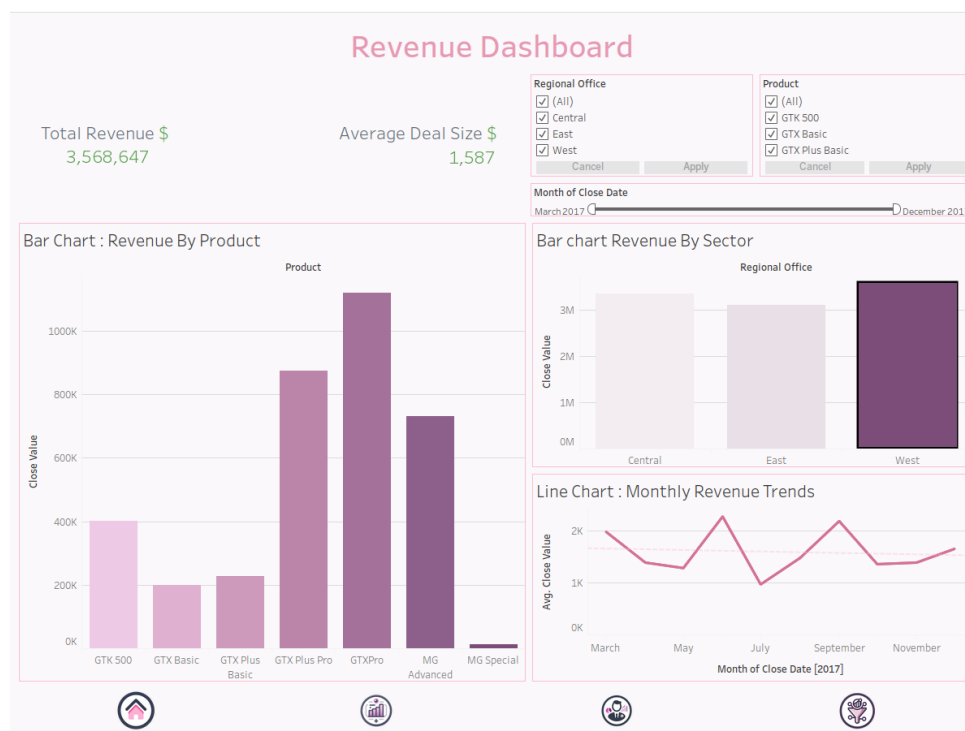 Revenue Dashboard
Total Revenue $
3,568,647
Average Deal Size $
1,587
Regional Office
(All)
Central
East
West
Cancel Apply
Product
(All)
GTK 500
GTX Basic
GTX Plus Basic
Cancel Apply
Month of Close Date
March 2017 December 201
Bar Chart : Revenue By Product
Product
1000K
800K
600K
400K
200K
0K
Close Value
GTK 500 GTX Basic GTX Plus Basic GTX Plus Pro GTXPro MG Advanced MG Special
Bar chart Revenue By Sector
Regional Office
3M
2M
1M
0M
Close Value
Central East West
Line Chart : Monthly Revenue Trends
2K
1K
0K
Avg. Close Value
March May July September November
Month of Close Date [2017]